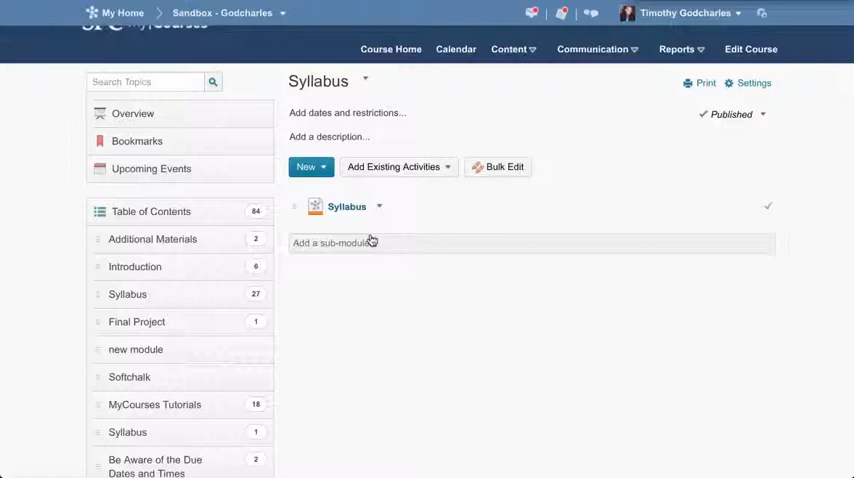 My Home
Sandbox - Godcharles
Timothy Godcharles
Course Home
Calendar
Content
Communication
Reports
Edit Course
Search Topics
Syllabus
Print
Settings
Overview
Add dates and restrictions...
Published
Bookmarks
Add a description...
Upcoming Events
New
Add Existing Activities
Bulk Edit
Table of Contents 84
Syllabus
Additional Materials 2
Add a sub-module
Introduction 6
Syllabus 27
Final Project 1
new module
Softchalk
MyCourses Tutorials 18
Syllabus 1
Be Aware of the Due 2
Dates and Times